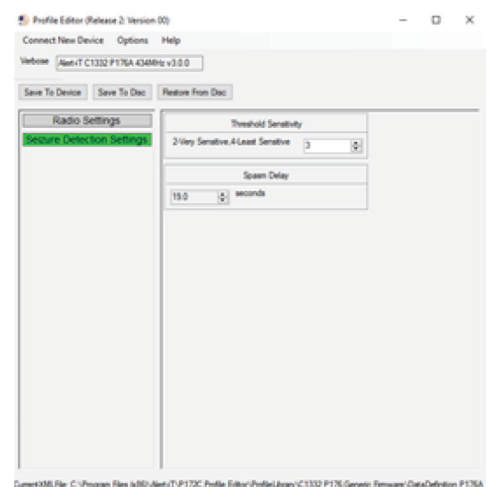 Profile Editor (Release 2: Version 00)
Connect New Device Options Help
Verbose Alert-iT C1332 P176A 434MHz v3.0.0
Save To Device Save To Disc Restore From Disc
Radio Settings
Seizure Detection Settings
Threshold Sensitivity
2-Very Sensitive,4-Least Sensitive 3
Spasm Delay
19.0 seconds
Current XML File: C:\Program Files (x86)\Alert-iT\P172C Profile Editor\ProfileLibrary\C1332 P176 Generic Firmware\DataDefinition P176A